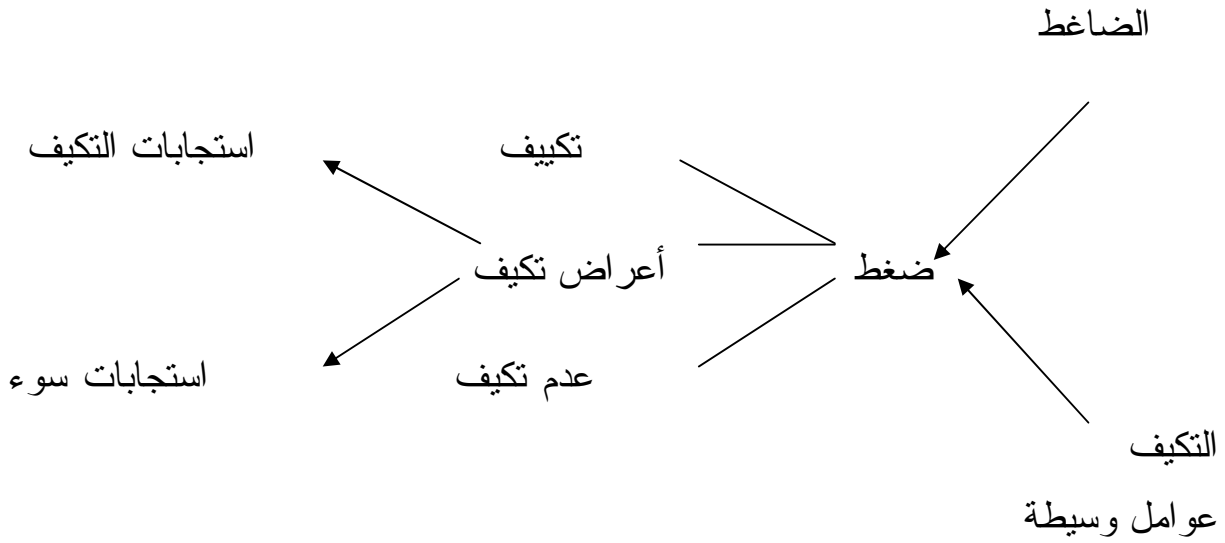 الضاغط
تكييف
استجابات التكيف
ضغط
أعراض تكيف
عدم تكيف
استجابات سوء
التكيف
عوامل وسيطة